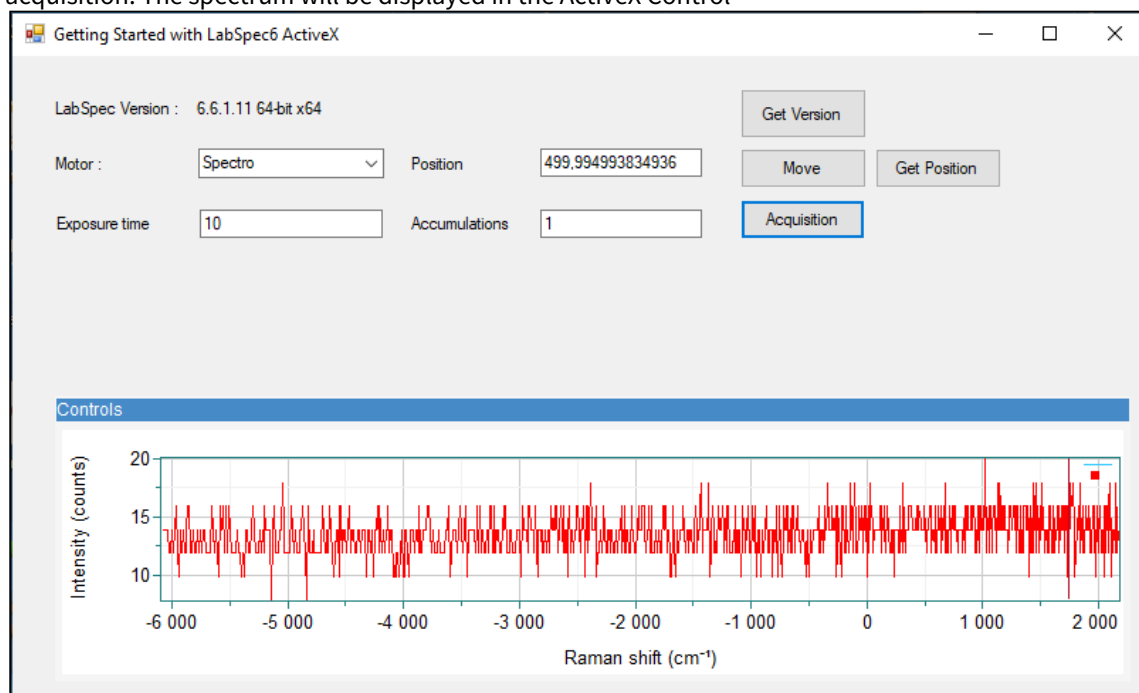 acquisition. The spectrum will be displayed in the ActiveX Control
Getting Started with LabSpec6 ActiveX
LabSpec Version : 6.6.1.11 64-bit x64 Get Version
Motor : Spectro Position 499,994993834936 Move Get Position
Exposure time 10 Accumulations 1 Acquisition
Controls
Intensity (counts)
20
15
10
-6 000 -5 000 -4 000 -3 000 -2 000 -1 000 0 1 000 2 000
Raman shift (cm⁻¹)